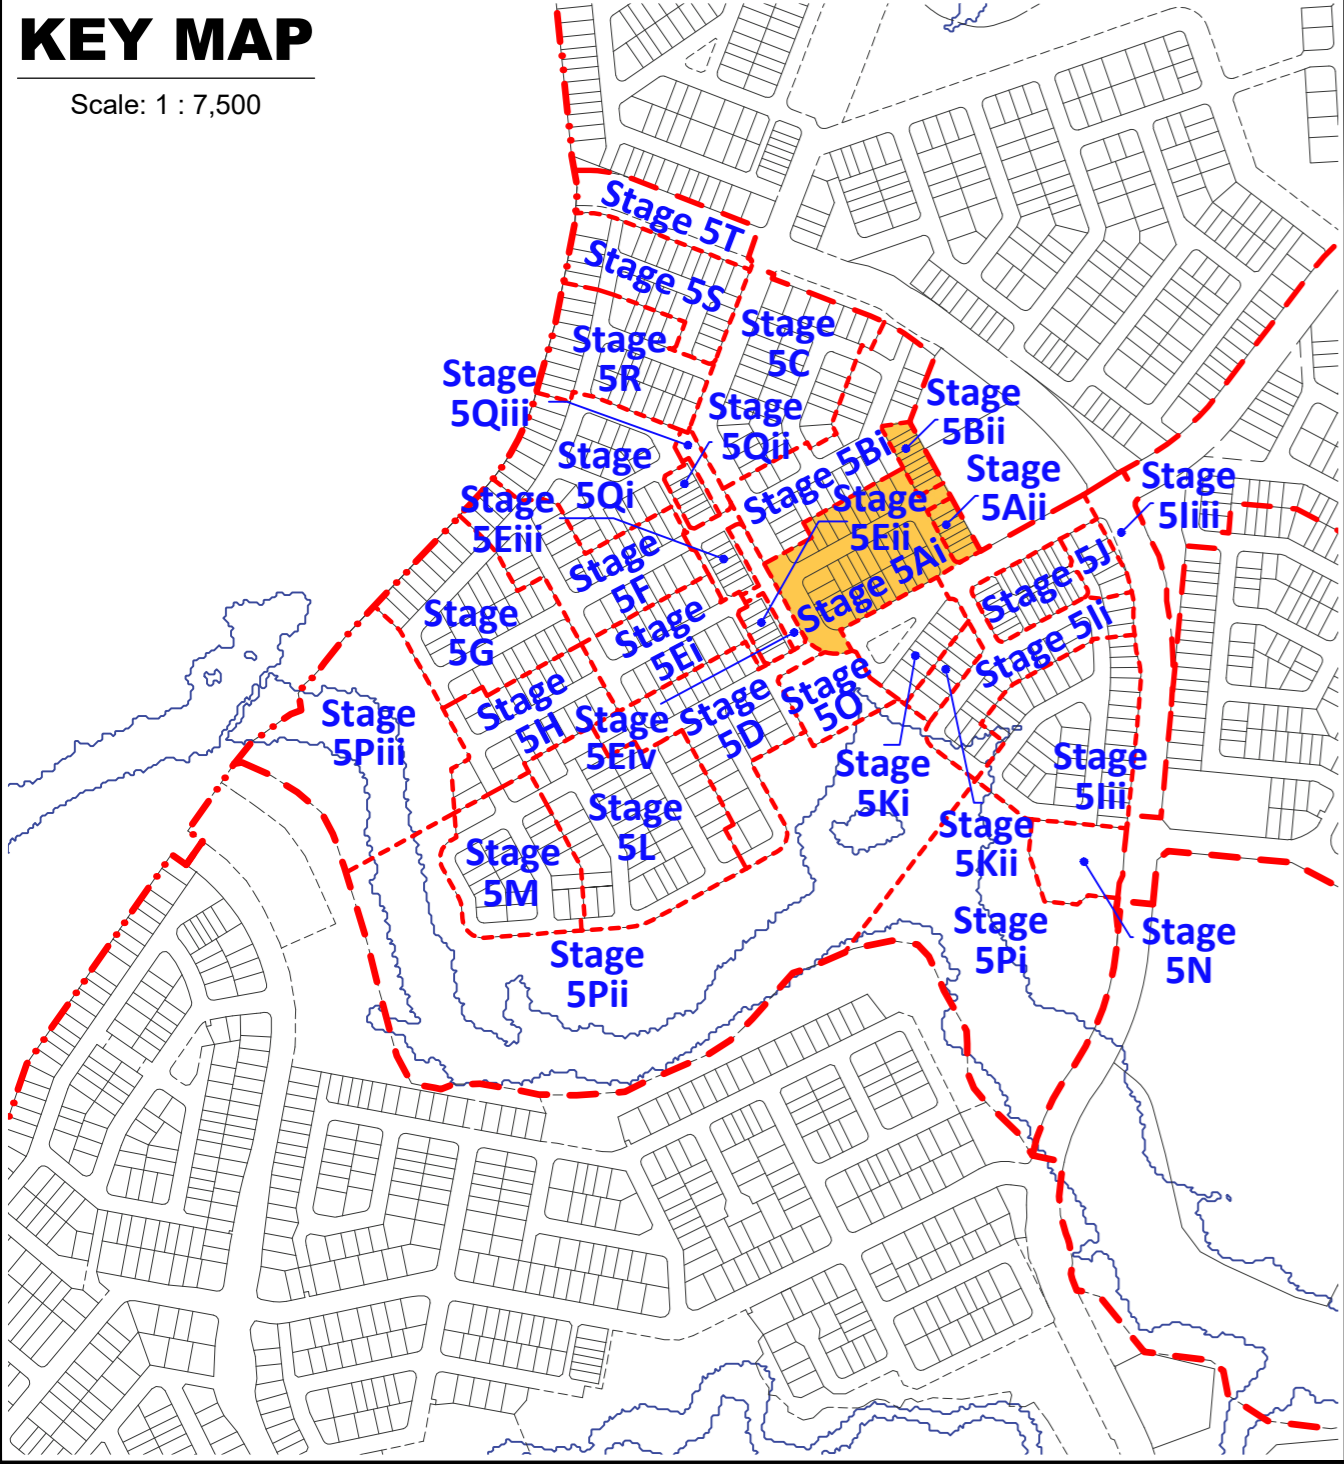 KEY MAP
Scale: 1 : 7,500
Stage 5T
Stage 5S
Stage
5R
Stage
5C
Stage
5Qiii
Stage
5Qii
Stage
5Bii
Stage 5Bi
Stage
5Qi
Stage
5Aii
Stage
5Iiii
Stage
5Eiii
Stage
5Eii
Stage 5Ai
Stage
5F
Stage 5J
Stage
5G
Stage
5Ei
Stage 5Ii
Stage
5H
Stage
5Eiv
Stage
5D
Stage
5O
Stage
5Piii
Stage
5Ki
Stage
5Iii
Stage
5L
Stage
5Kii
Stage
5M
Stage
5Pii
Stage
5Pi
Stage
5N